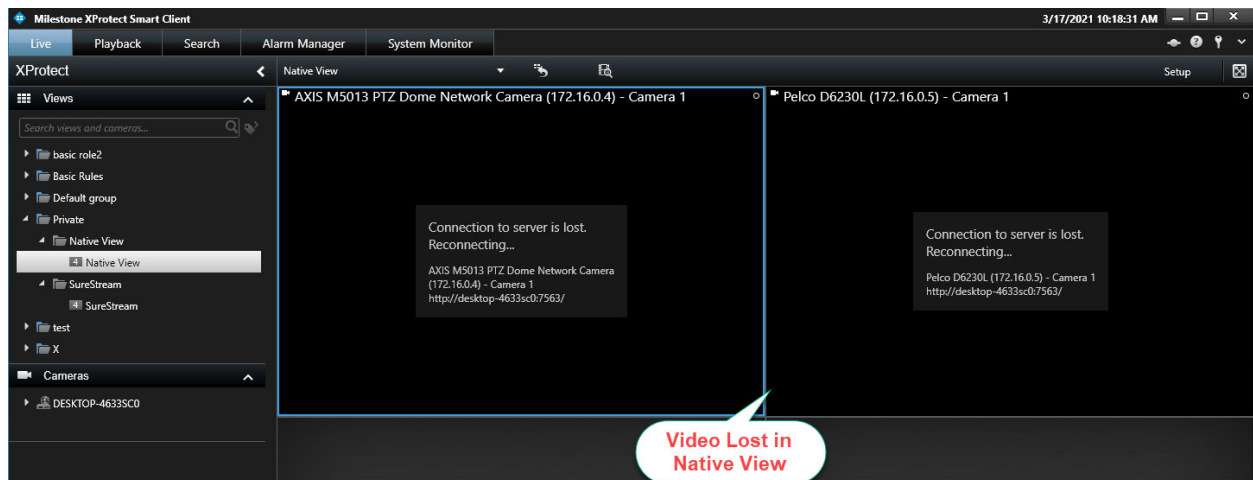 Milestone XProtect Smart Client
3/17/2021 10:18:31 AM
Live Playback Search Alarm Manager System Monitor
XProtect
Native View
Setup
Views
Search views and cameras...
basic role2
Basic Rules
Default group
Private
Native View
4 Native View
SureStream
4 SureStream
test
X
Cameras
DESKTOP-4633SC0
AXIS M5013 PTZ Dome Network Camera (172.16.0.4) - Camera 1
Connection to server is lost.
Reconnecting...
AXIS M5013 PTZ Dome Network Camera
(172.16.0.4) - Camera 1
http://desktop-4633sc0:7563/
Pelco D6230L (172.16.0.5) - Camera 1
Connection to server is lost.
Reconnecting...
Pelco D6230L (172.16.0.5) - Camera 1
http://desktop-4633sc0:7563/
Video Lost in
Native View